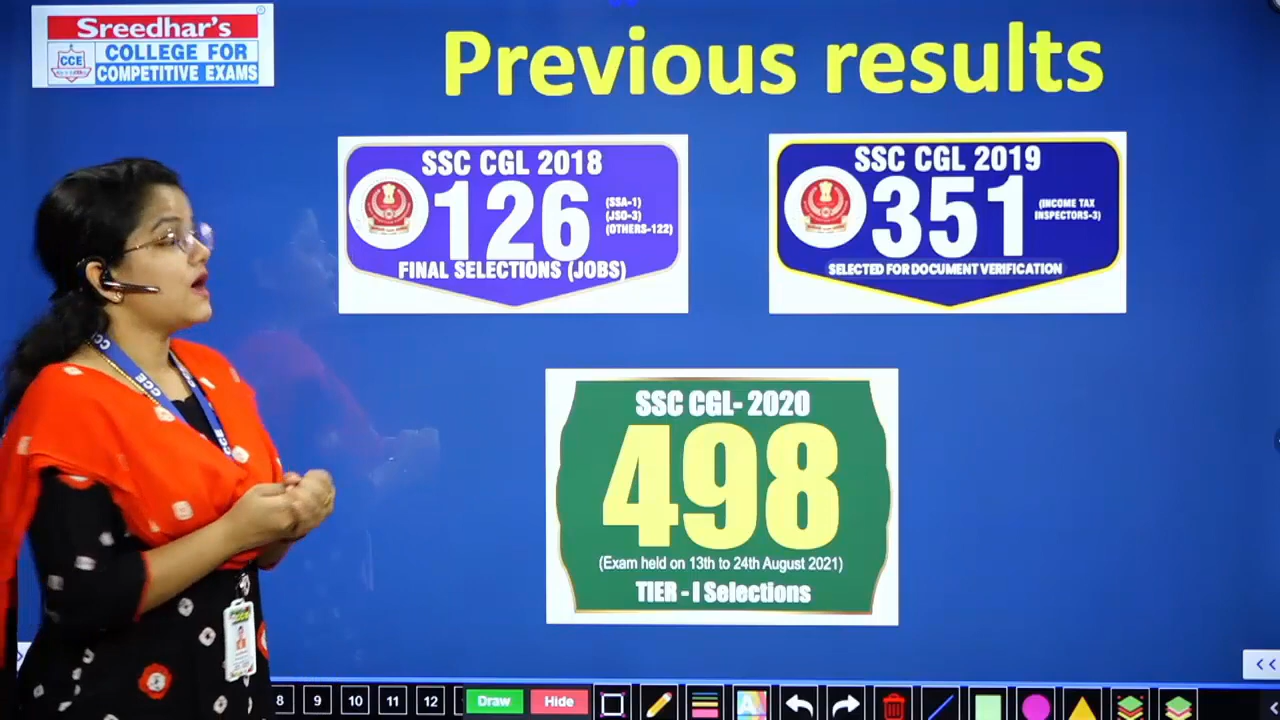 Sreedhar's
CCE
COLLEGE FOR
COMPETITIVE EXAMS
Previous results
SSC CGL 2018
126
(SSA-1)
(JSO-3)
(OTHERS-122)
FINAL SELECTIONS (JOBS)
SSC CGL 2019
351
(INCOME TAX
INSPECTORS-3)
SELECTED FOR DOCUMENT VERIFICATION
SSC CGL- 2020
498
(Exam held on 13th to 24th August 2021)
TIER - I Selections
CCE
8 9 10 11 12 Draw Hide